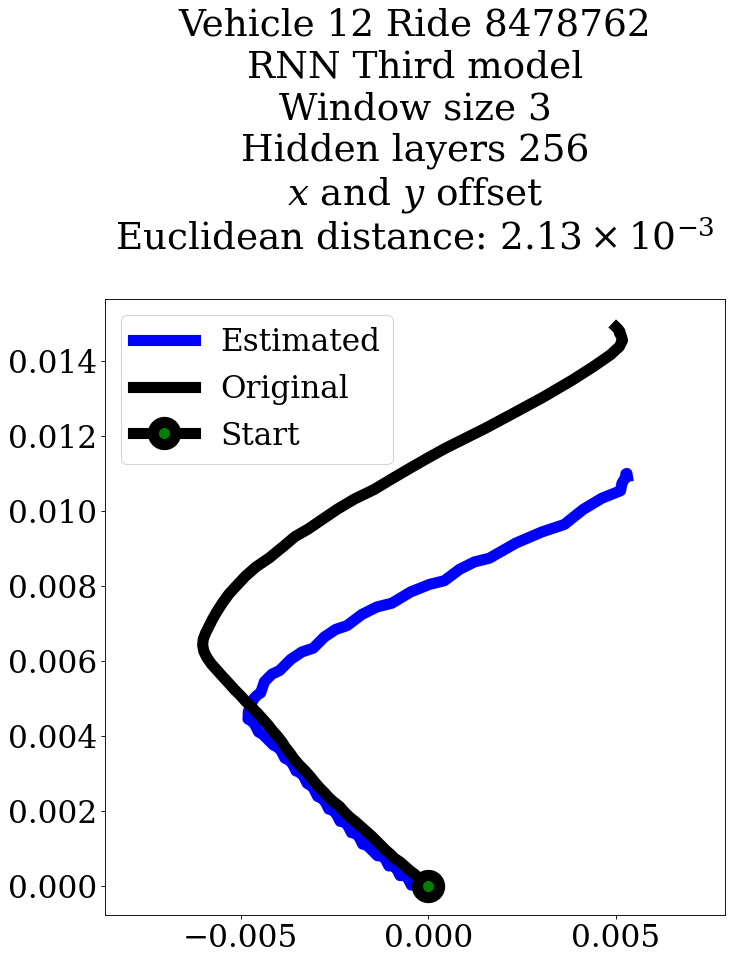 Vehicle 12 Ride 8478762
RNN Third model
Window size 3
Hidden layers 256
x and y offset
Euclidean distance: 2.13 × 10⁻³
Estimated
Original
Start
0.014
0.012
0.010
0.008
0.006
0.004
0.002
0.000
−0.005 0.000 0.005